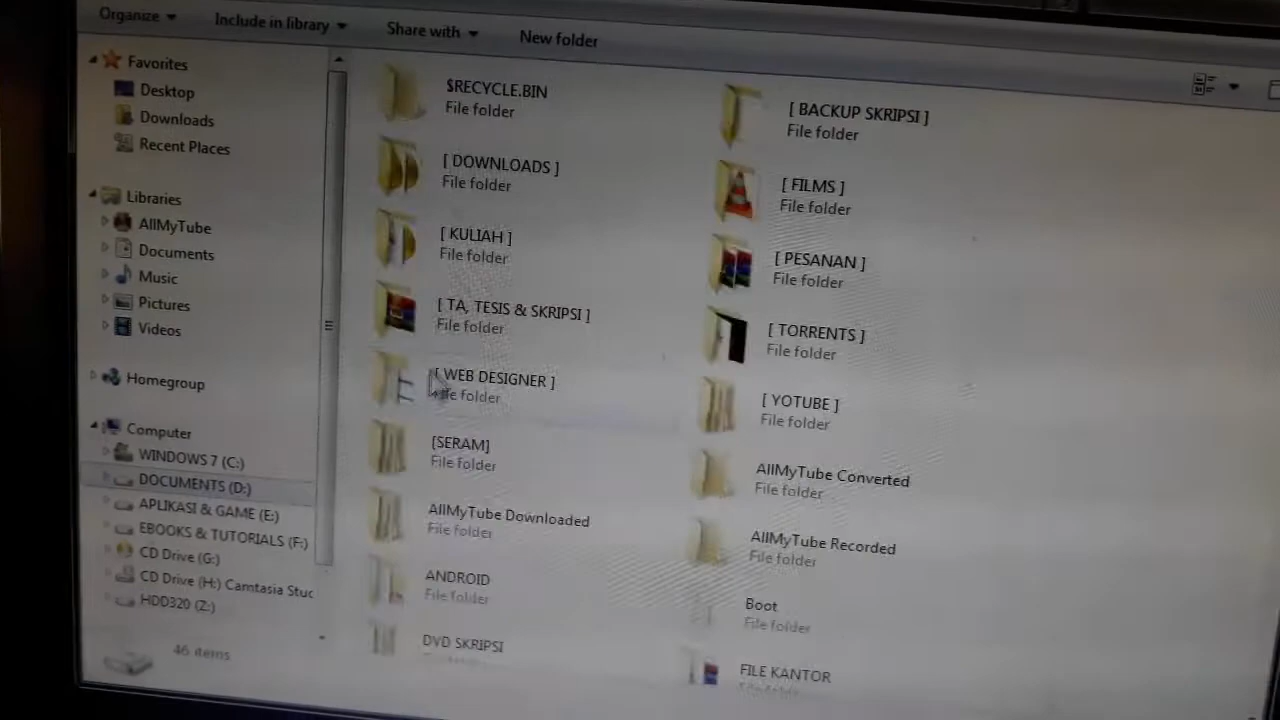 Organize
Include in library
Share with
New folder
Favorites
Desktop
Downloads
Recent Places
Libraries
AllMyTube
Documents
Music
Pictures
Videos
Homegroup
Computer
WINDOWS 7 (C:)
DOCUMENTS (D:)
APLIKASI & GAME (E:)
EBOOKS & TUTORIALS (F:)
CD Drive (G:)
CD Drive (H:) Camtasia Stuc
HDD320 (Z:)
46 items
$RECYCLE.BIN
File folder
[ BACKUP SKRIPSI ]
File folder
[ DOWNLOADS ]
File folder
[ FILMS ]
File folder
[ KULIAH ]
File folder
[ PESANAN ]
File folder
[ TA, TESIS & SKRIPSI ]
File folder
[ TORRENTS ]
File folder
[ WEB DESIGNER ]
File folder
[ YOTUBE ]
File folder
[SERAM]
File folder
AllMyTube Converted
File folder
AllMyTube Downloaded
File folder
AllMyTube Recorded
File folder
ANDROID
File folder
Boot
File folder
DVD SKRIPSI
FILE KANTOR